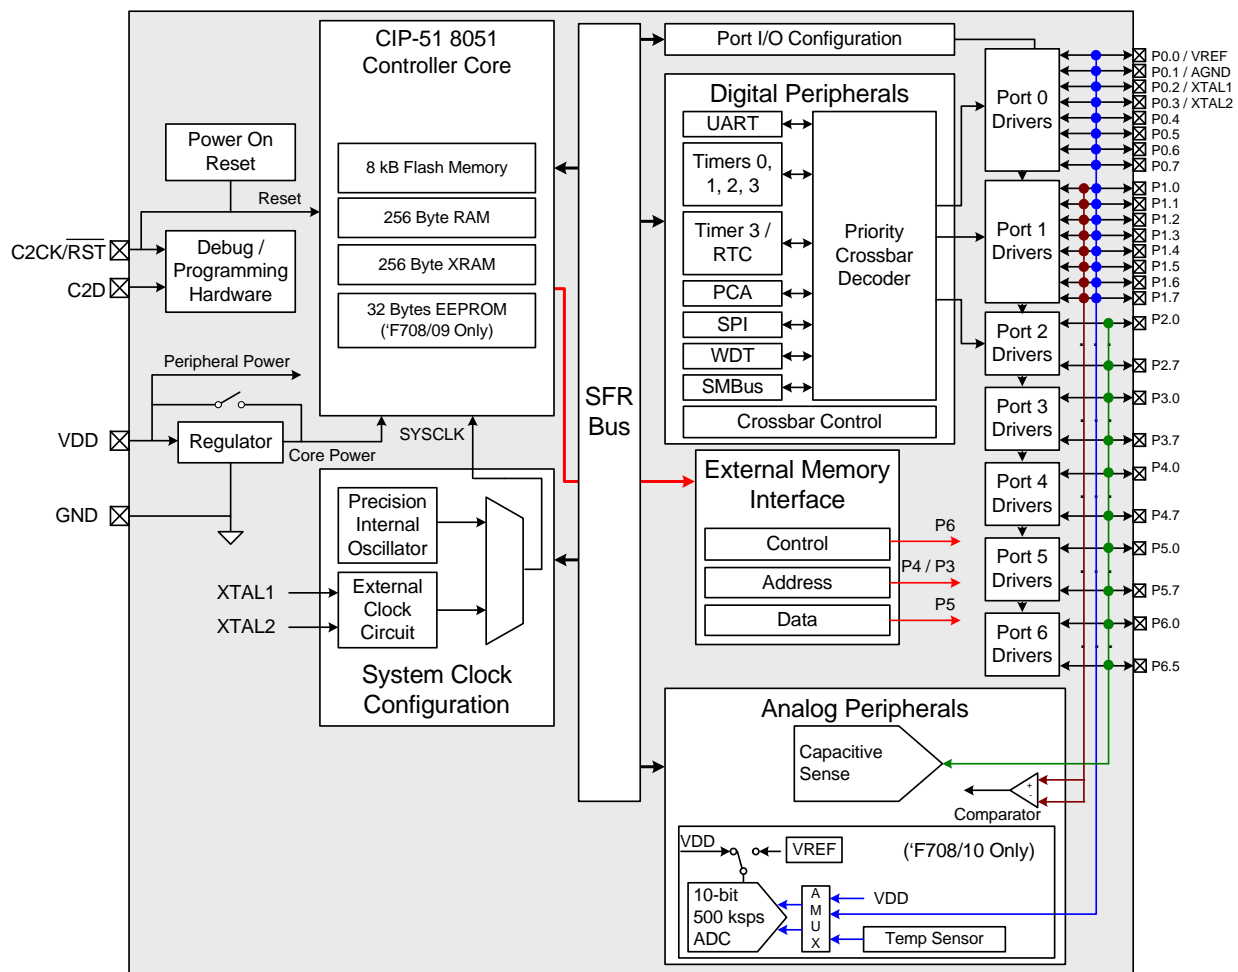 CIP-51 8051
Controller Core
8 kB Flash Memory
256 Byte RAM
256 Byte XRAM
32 Bytes EEPROM
(‘F708/09 Only)
Power On
Reset
Reset
Debug /
Programming
Hardware
C2CK/RST
C2D
Peripheral Power
VDD
Regulator
Core Power
GND
SYSCLK
Precision
Internal
Oscillator
XTAL1
XTAL2
External
Clock
Circuit
System Clock
Configuration
SFR
Bus
Port I/O Configuration
Digital Peripherals
UART
Timers 0,
1, 2, 3
Timer 3 /
RTC
PCA
SPI
WDT
SMBus
Priority
Crossbar
Decoder
Crossbar Control
External Memory
Interface
Control
Address
Data
P6
P4 / P3
P5
Port 0
Drivers
Port 1
Drivers
Port 2
Drivers
Port 3
Drivers
Port 4
Drivers
Port 5
Drivers
Port 6
Drivers
P0.0 / VREF
P0.1 / AGND
P0.2 / XTAL1
P0.3 / XTAL2
P0.4
P0.5
P0.6
P0.7
P1.0
P1.1
P1.2
P1.3
P1.4
P1.5
P1.6
P1.7
P2.0
P2.7
P3.0
P3.7
P4.0
P4.7
P5.0
P5.7
P6.0
P6.5
Analog Peripherals
Capacitive
Sense
+
-
Comparator
VDD
VREF
(‘F708/10 Only)
10-bit
500 ksps
ADC
A
M
U
X
VDD
Temp Sensor